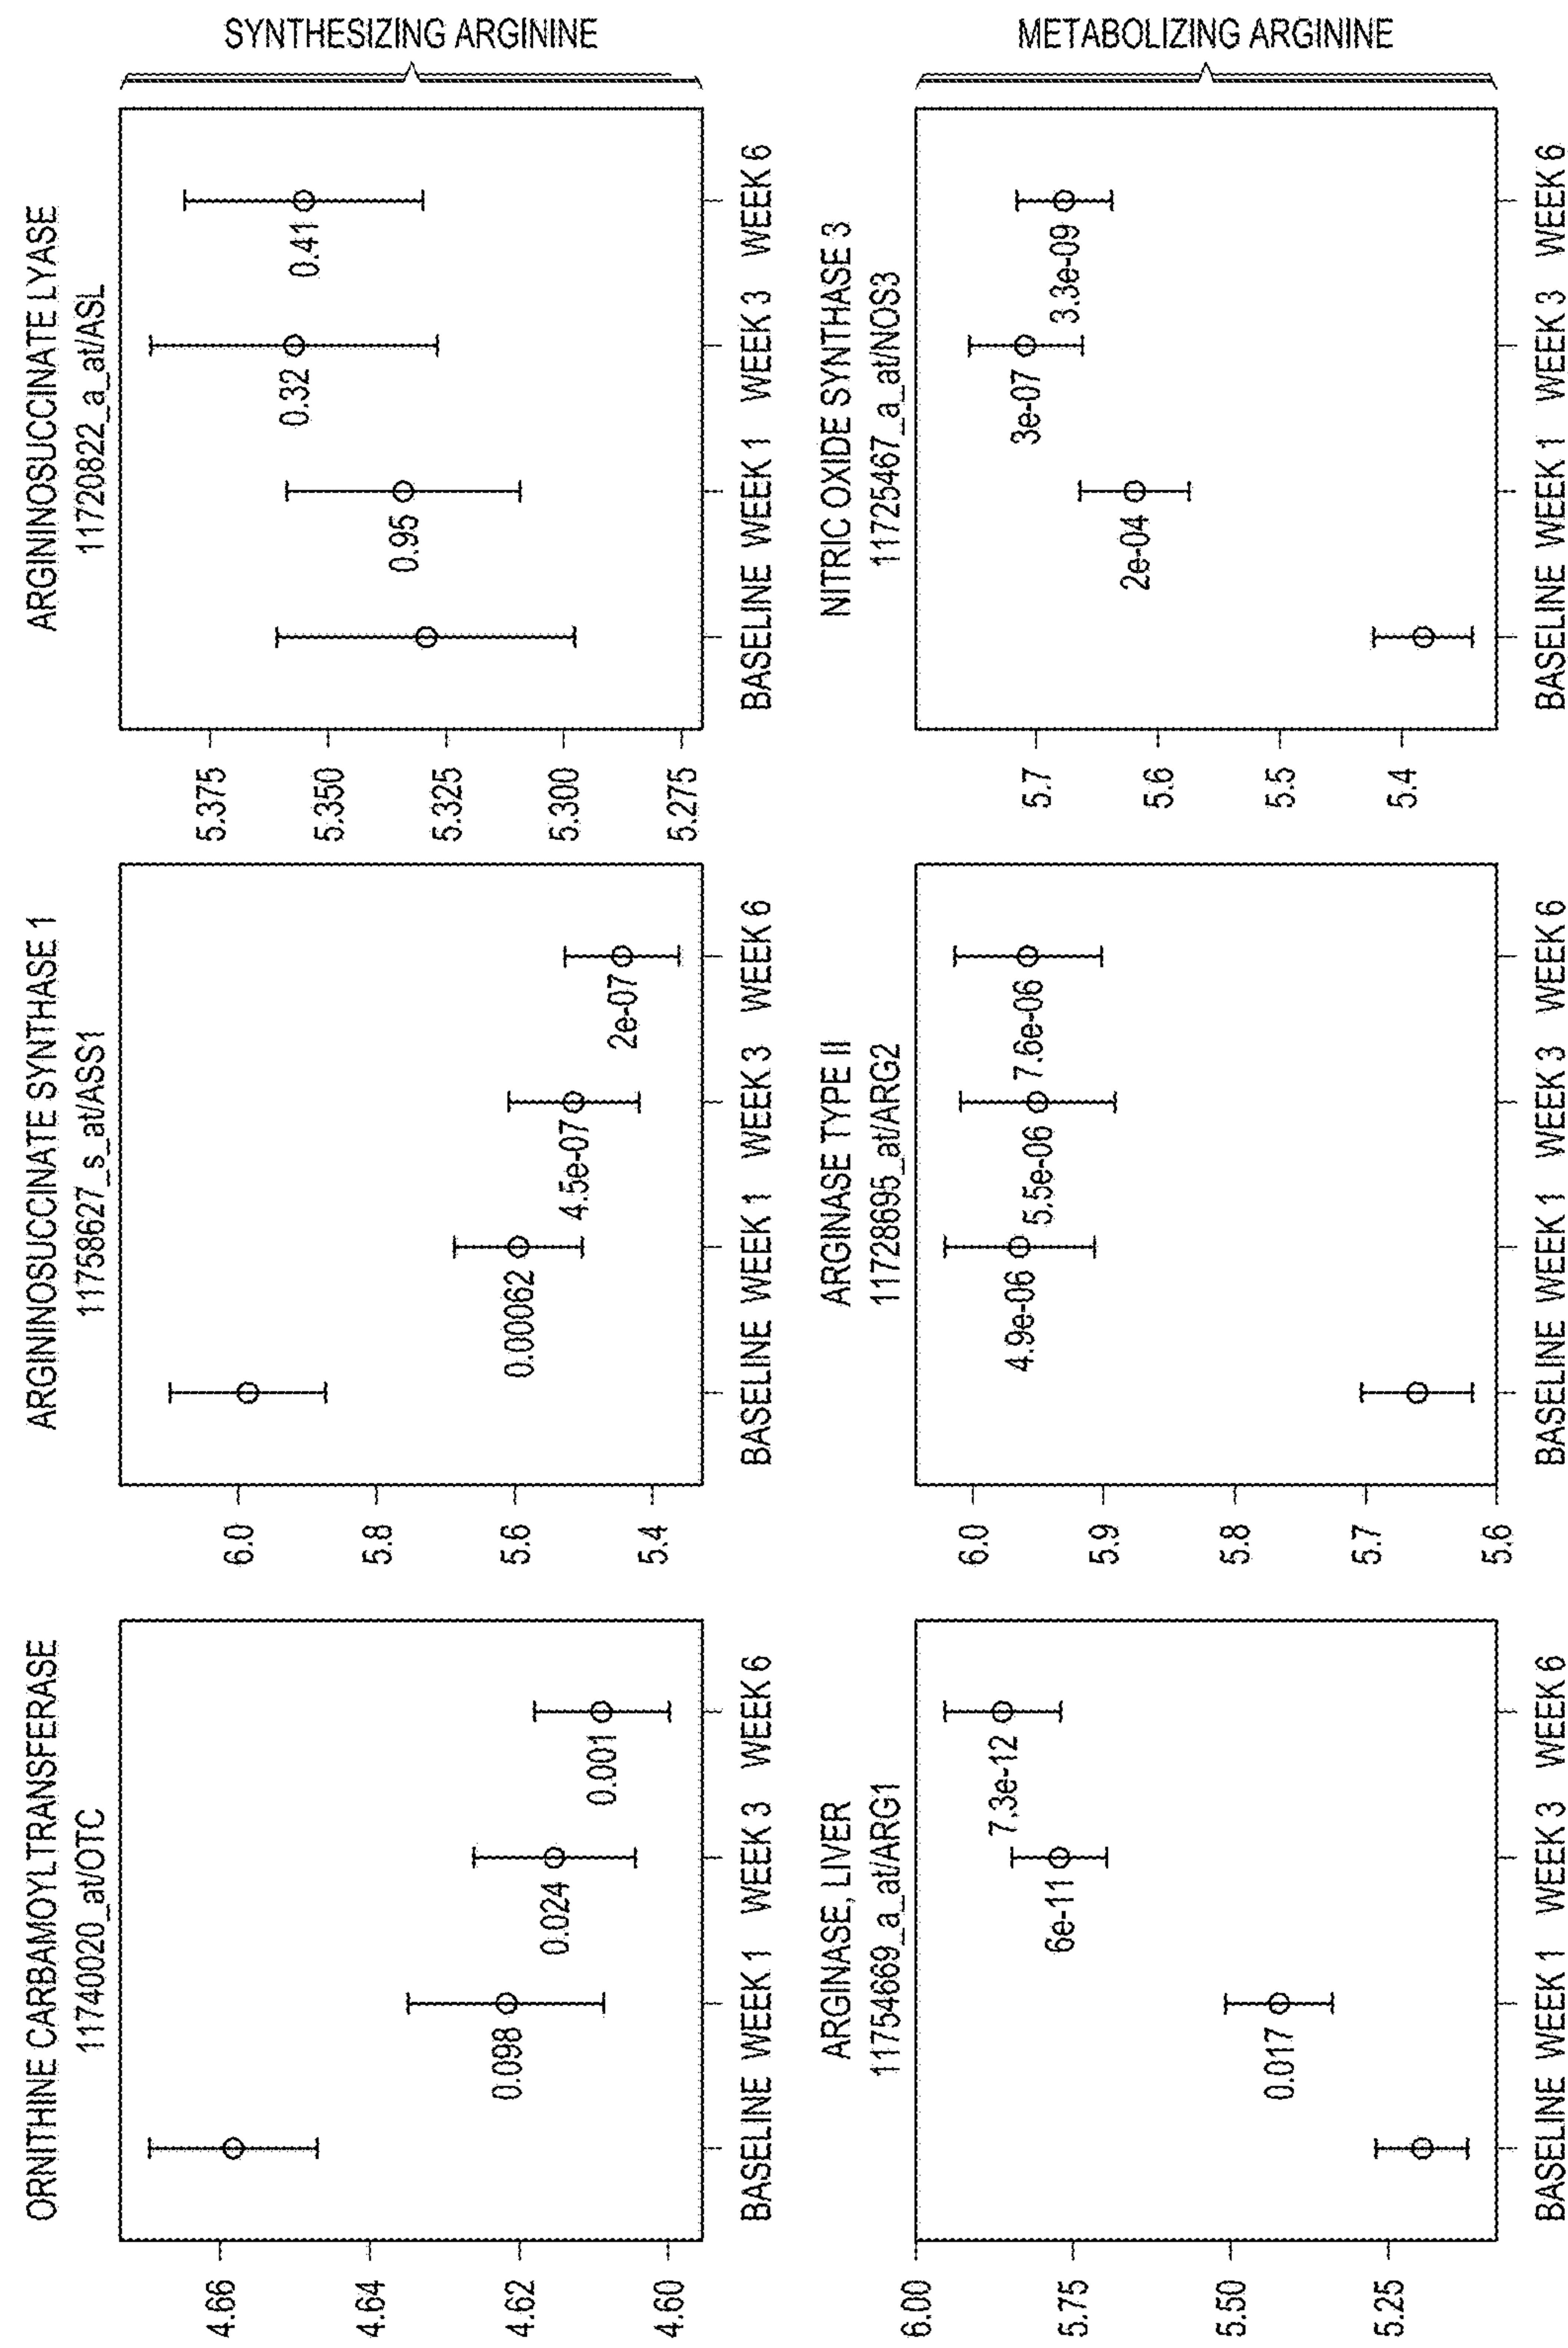 ORNITHINE CARBAMOYLTRANSFERASE
11740020_at/OTC
4.66
4.64
4.62
4.60
0.098
0.024
0.001
BASELINE WEEK 1 WEEK 3 WEEK 6
ARGININOSUCCINATE SYNTHASE 1
11758627_s_at/ASS1
6.0
5.8
5.6
5.4
0.00062
4.5e-07
2e-07
BASELINE WEEK 1 WEEK 3 WEEK 6
ARGININOSUCCINATE LYASE
11720822_a_at/ASL
5.375
5.350
5.325
5.300
5.275
0.95
0.32
0.41
BASELINE WEEK 1 WEEK 3 WEEK 6
SYNTHESIZING ARGININE
ARGINASE, LIVER
11754669_a_at/ARG1
6.00
5.75
5.50
5.25
0.017
6e-11
7.3e-12
BASELINE WEEK 1 WEEK 3 WEEK 6
ARGINASE TYPE II
11728695_at/ARG2
6.0
5.9
5.8
5.7
5.6
4.9e-06
5.5e-06
7.6e-06
BASELINE WEEK 1 WEEK 3 WEEK 6
NITRIC OXIDE SYNTHASE 3
11725467_a_at/NOS3
5.7
5.6
5.5
5.4
2e-04
3e-07
3.3e-09
BASELINE WEEK 1 WEEK 3 WEEK 6
METABOLIZING ARGININE